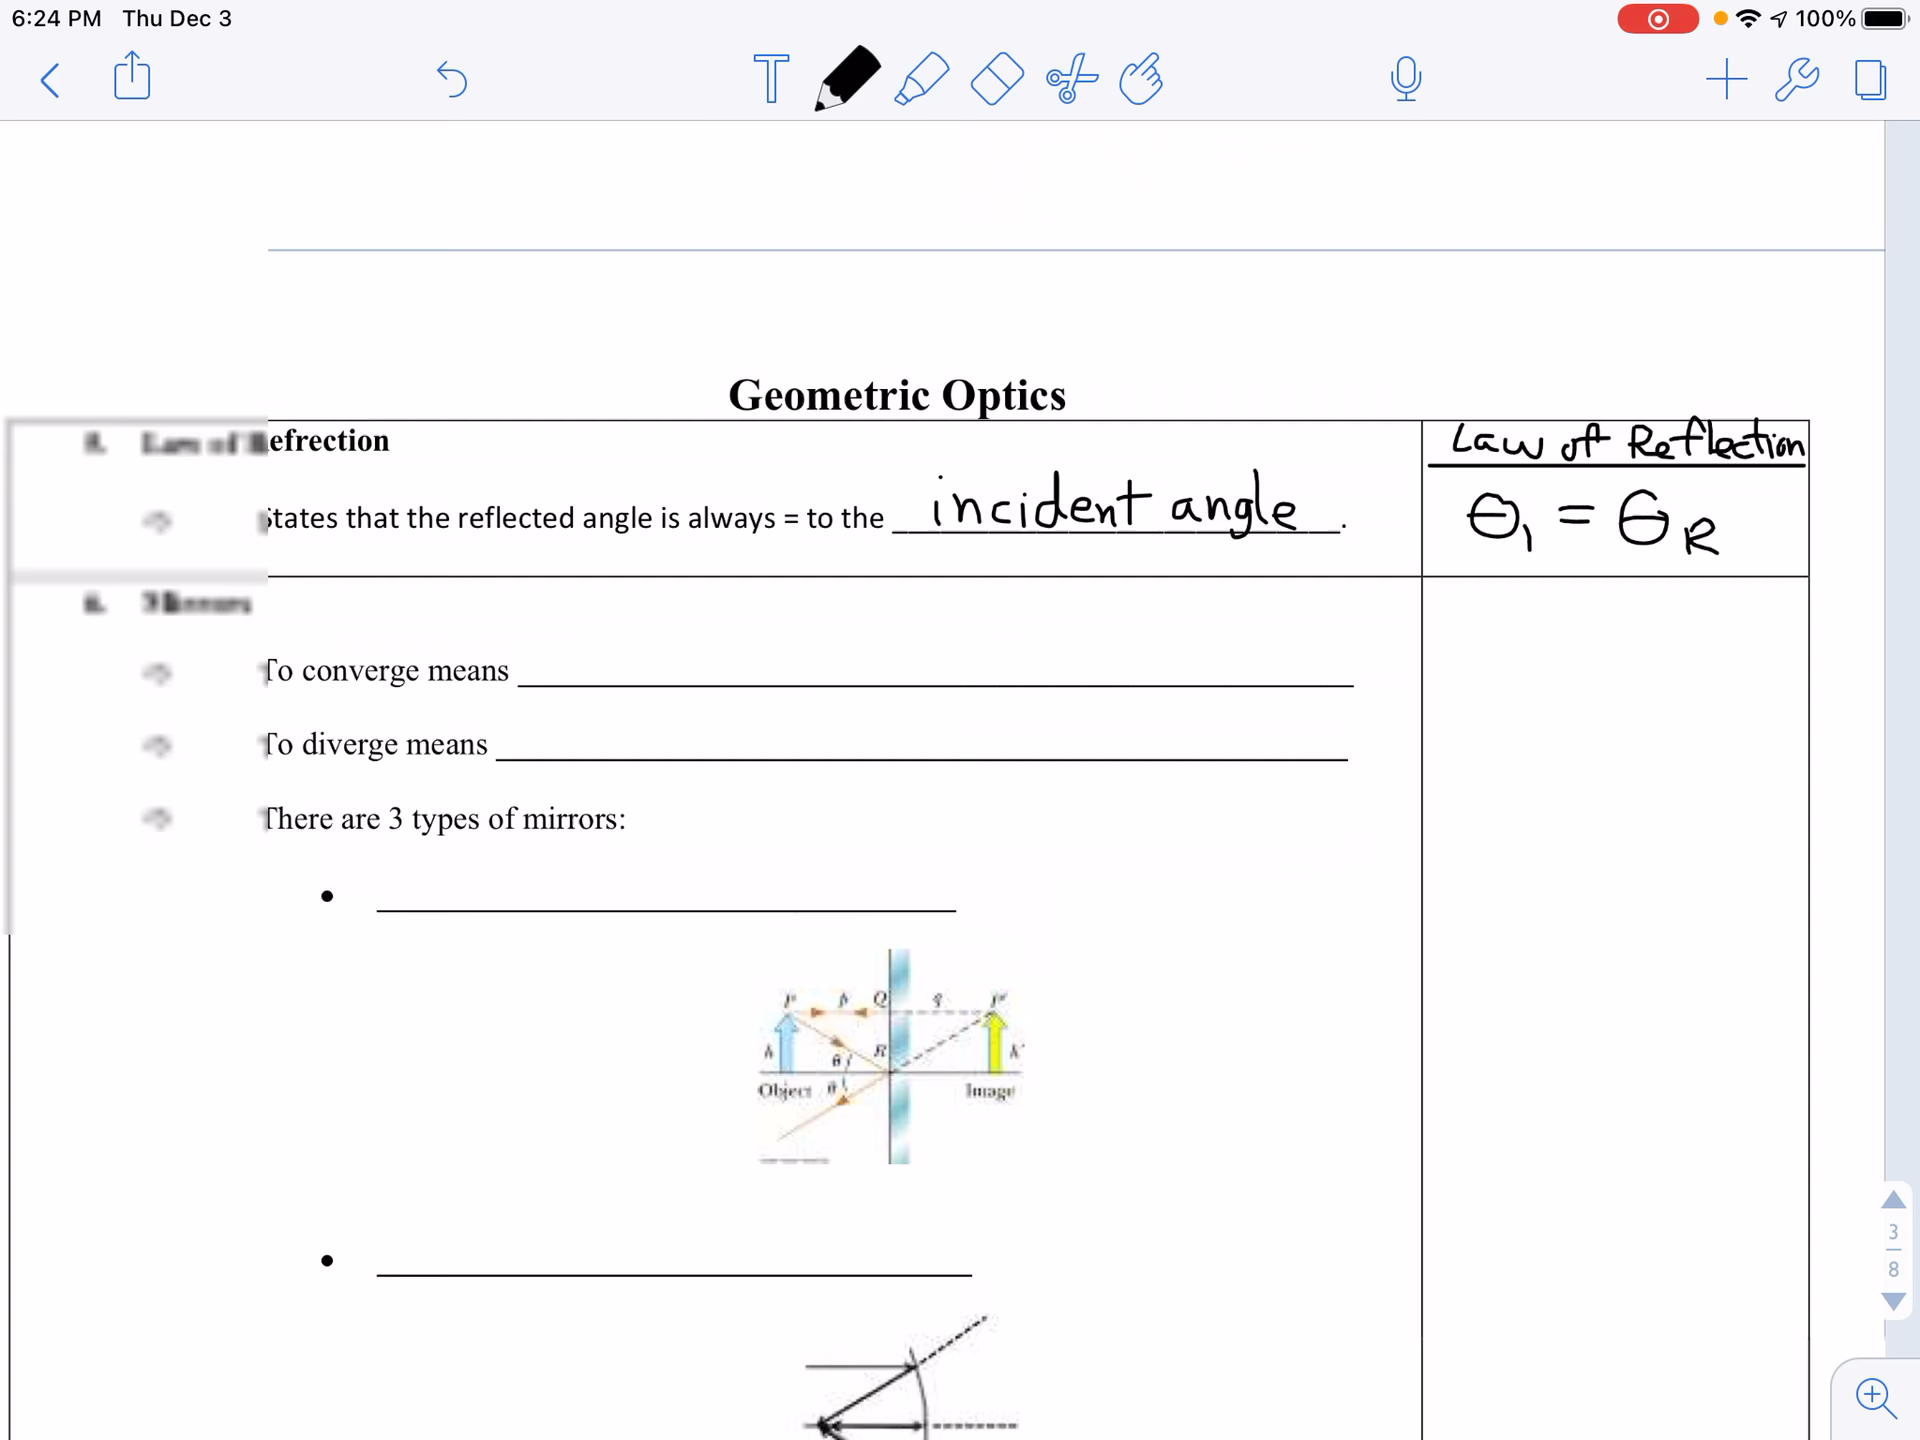 6:24 PM Thu Dec 3
100%
Geometric Optics
Law of Reflection
efrection
States that the reflected angle is always = to the incident angle.
θ₁ = θR
Mirrors
To converge means
To diverge means
There are 3 types of mirrors:
P p Q q P'
h θ R h'
Object θ Image
3
8